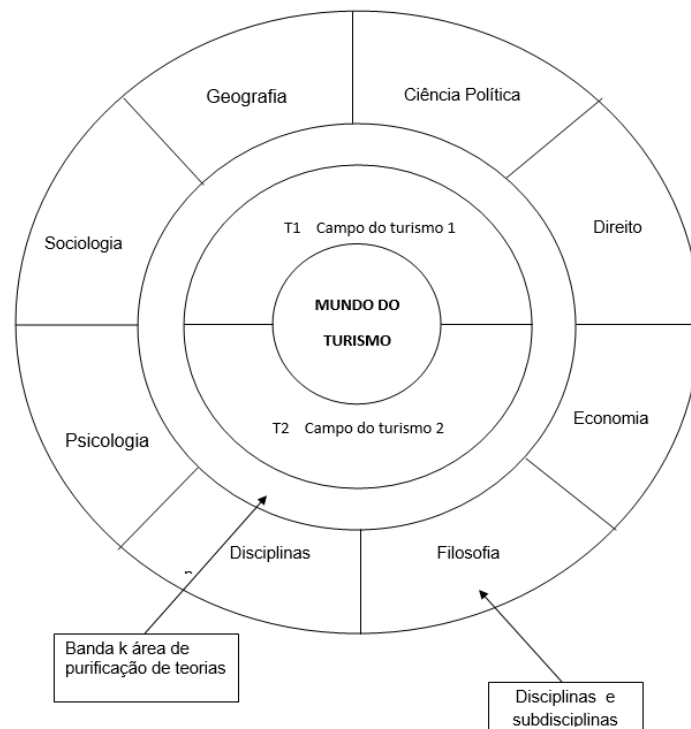 Geografia
Ciência Política
Sociologia
Direito
T1 Campo do turismo 1
MUNDO DO
TURISMO
T2 Campo do turismo 2
Psicologia
Economia
Disciplinas
Filosofia
Banda k área de
purificação de teorias
Disciplinas e
subdisciplinas